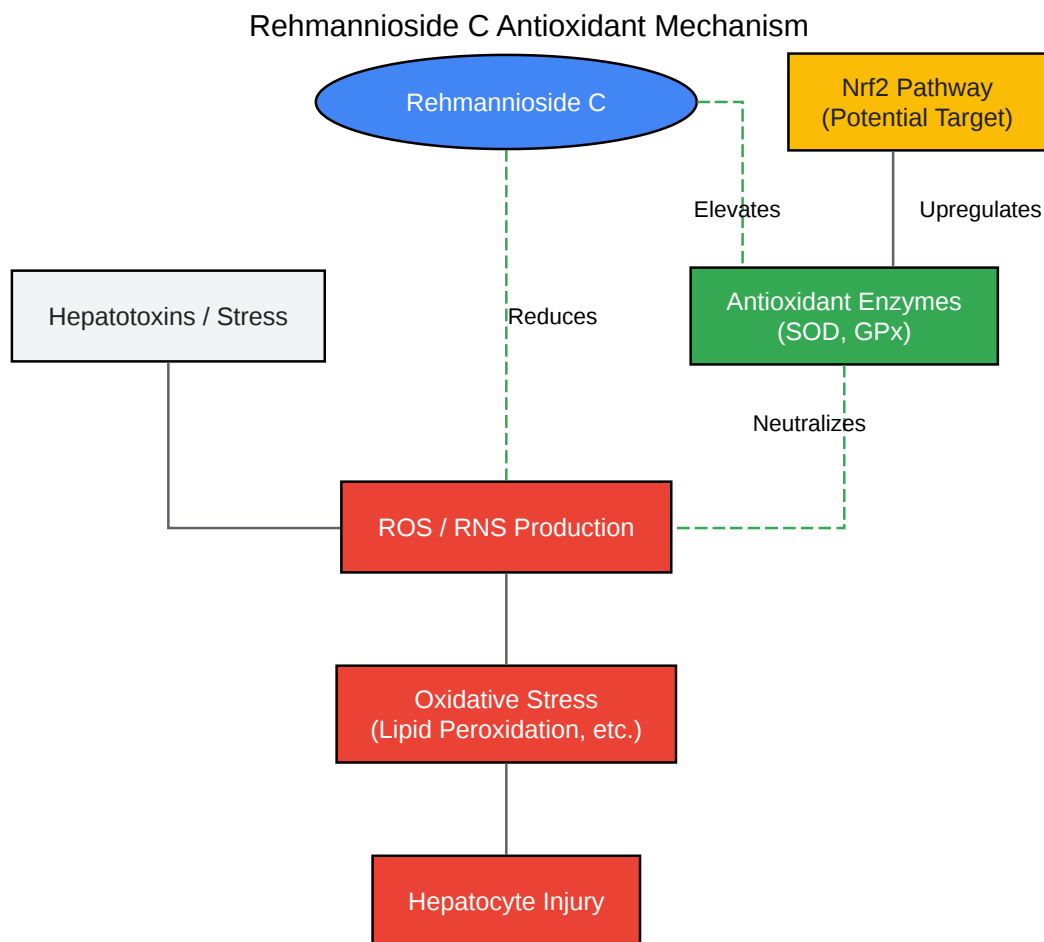 Rehmannioside C Antioxidant Mechanism
Rehmannioside C
Nrf2 Pathway
(Potential Target)
Elevates
Upregulates
Hepatotoxins / Stress
Reduces
Antioxidant Enzymes
(SOD, GPx)
Neutralizes
ROS / RNS Production
Oxidative Stress
(Lipid Peroxidation, etc.)
Hepatocyte Injury